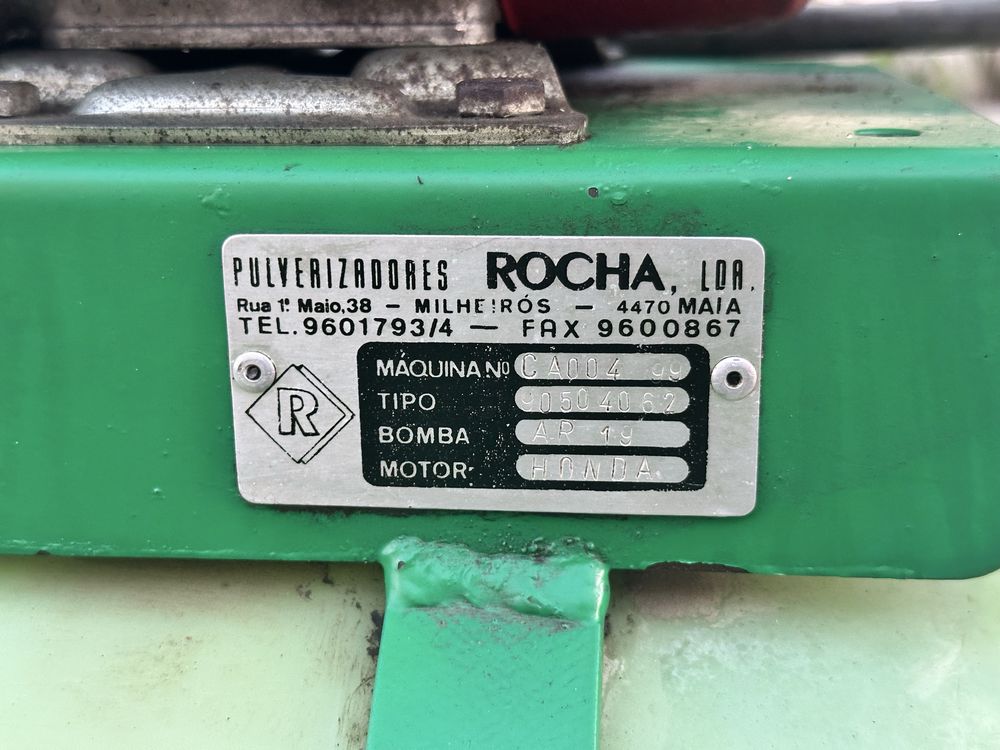 PULVERIZADORES ROCHA, LDA.
Rua 1º Maio,38 — MILHEIRÓS — 4470 MAIA
TEL.9601793/4 — FAX 9600867
R
MÁQUINA Nº CA004 99
TIPO 90504062
BOMBA AR 19
MOTOR: HONDA